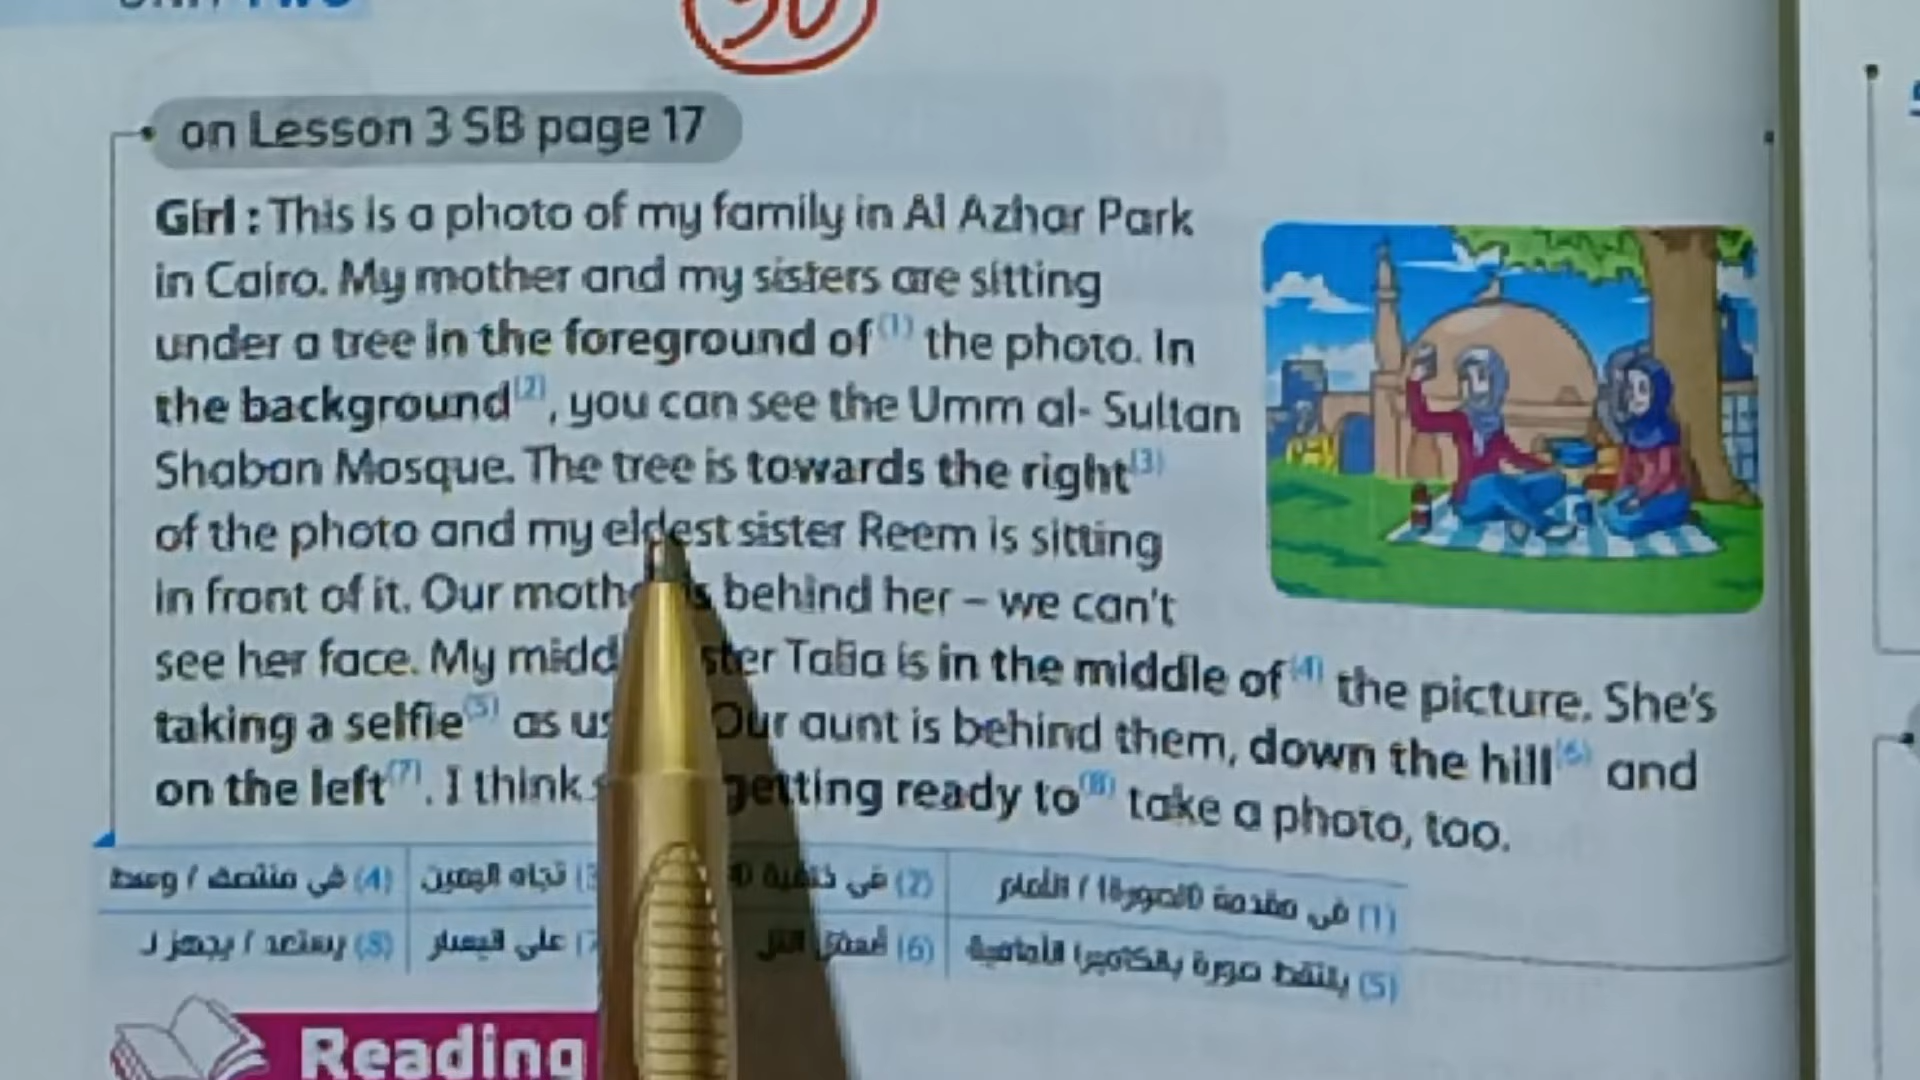 UNIT TWO
30
on Lesson 3 SB page 17
Girl : This is a photo of my family in Al Azhar Park
in Cairo. My mother and my sisters are sitting
under a tree in the foreground of (1) the photo. In
the background (2), you can see the Umm al- Sultan
Shaban Mosque. The tree is towards the right (3)
of the photo and my eldest sister Reem is sitting
in front of it. Our behind her – we can't
see her face. My Talia is in the middle of (4) the picture. She's
taking a selfie (5) as Our aunt is behind them, down the hill (6) and
on the left (7). I think getting ready to (8) take a photo, too.
(1) في مقدمة (الصورة) / الأمام (2) في تجاه اليمين (4) في منتصف / وسط
(5) يلتقط صورة بالكاميرا الأمامية (6) أسفل التل على اليسار (8) يستعد / يجهز لـ
Reading